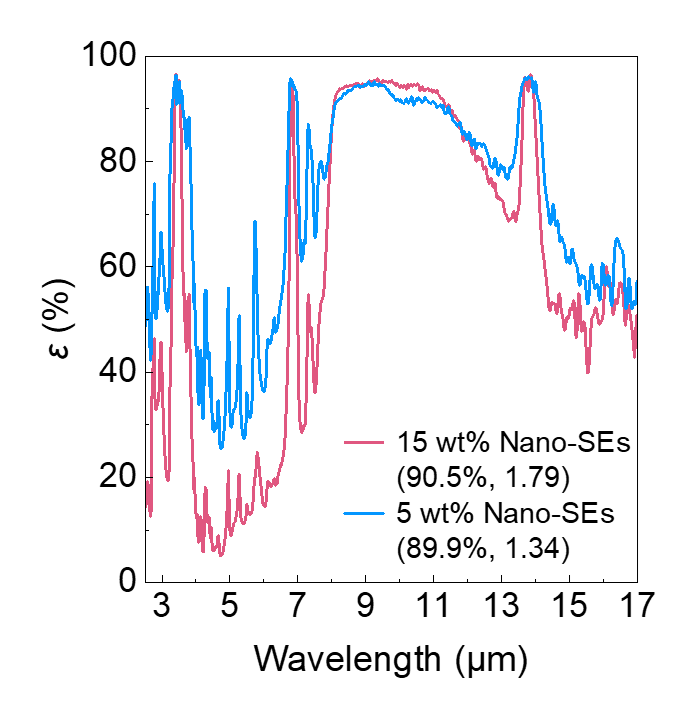 ε (%)
100
80
60
40
20
0
15 wt% Nano-SEs
(90.5%, 1.79)
5 wt% Nano-SEs
(89.9%, 1.34)
3 5 7 9 11 13 15 17
Wavelength (μm)